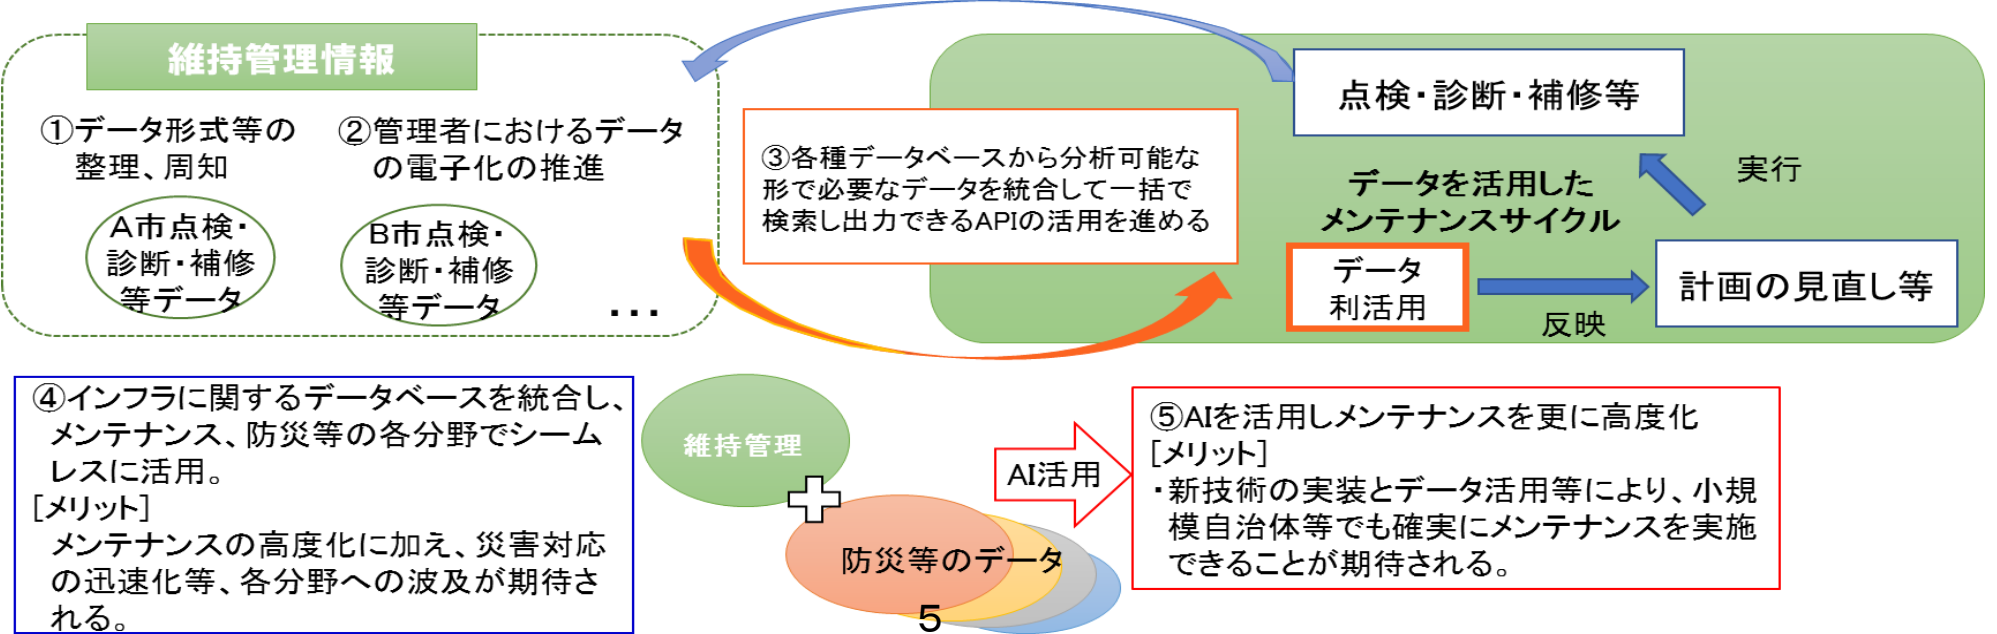 維持管理情報
①データ形式等の
整理、周知
②管理者におけるデータ
の電子化の推進
A市点検・
診断・補修
等データ
B市点検・
診断・補修
等データ
・・・
③各種データベースから分析可能な
形で必要なデータを統合して一括で
検索し出力できるAPIの活用を進める
点検・診断・補修等
実行
データを活用した
メンテナンスサイクル
データ
利活用
反映
計画の見直し等
④インフラに関するデータベースを統合し、
メンテナンス、防災等の各分野でシーム
レスに活用。
[メリット]
メンテナンスの高度化に加え、災害対応
の迅速化等、各分野への波及が期待さ
れる。
維持管理
防災等のデータ
5
AI活用
⑤AIを活用しメンテナンスを更に高度化
[メリット]
・新技術の実装とデータ活用等により、小規
模自治体等でも確実にメンテナンスを実施
できることが期待される。